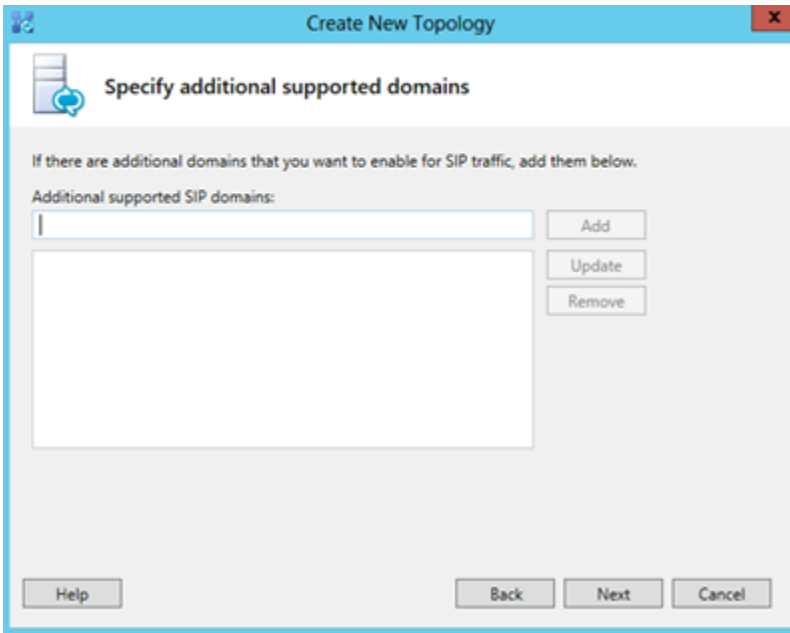 Create New Topology
x
Specify additional supported domains
If there are additional domains that you want to enable for SIP traffic, add them below.
Additional supported SIP domains:
Add
Update
Remove
Help
Back
Next
Cancel